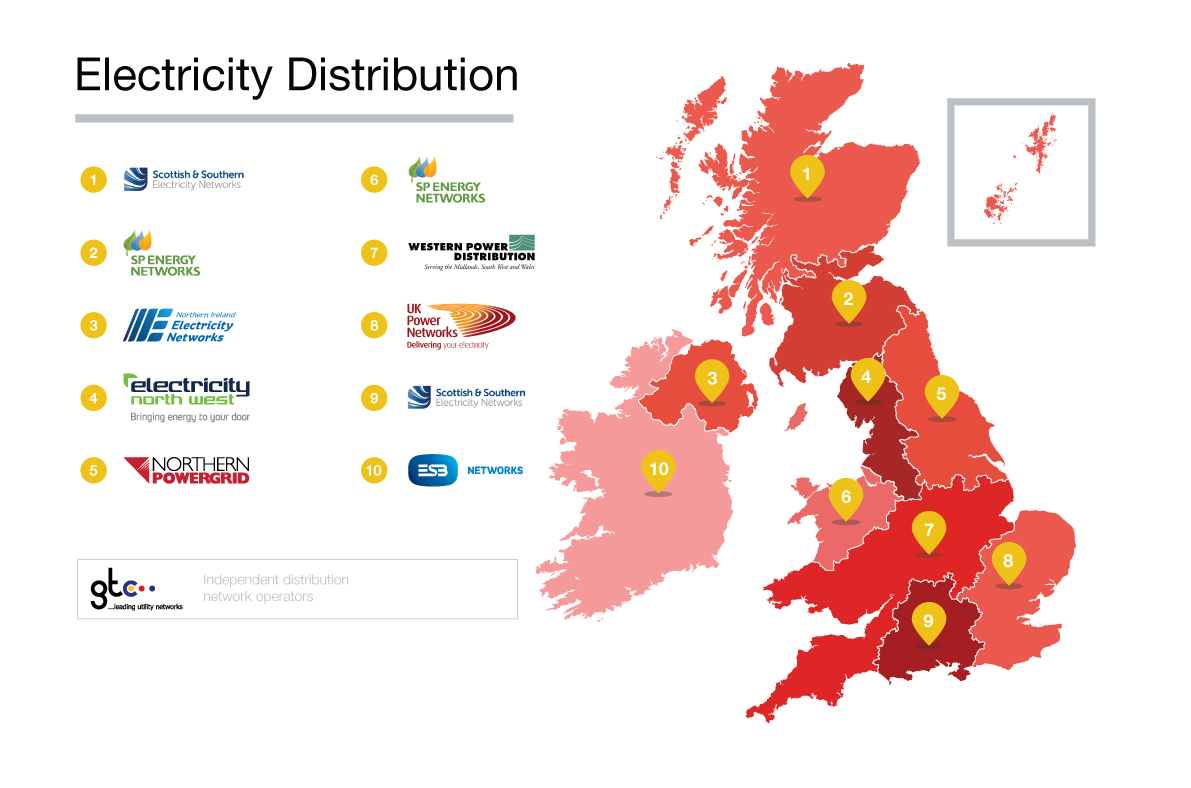 Electricity Distribution
1
Scottish & Southern
Electricity Networks
2
SP ENERGY
NETWORKS
3
Northern Ireland
Electricity
Networks
4
electricity
north west
Bringing energy to your door
5
NORTHERN
POWERGRID
6
SP ENERGY
NETWORKS
7
WESTERN POWER
DISTRIBUTION
Serving the Midlands, South West and Wales
8
UK
Power
Networks
Delivering your electricity
9
Scottish & Southern
Electricity Networks
10
ESB NETWORKS
gtc
...leading utility networks
Independent distribution
network operators
1
2
3
4
5
6
7
8
9
10